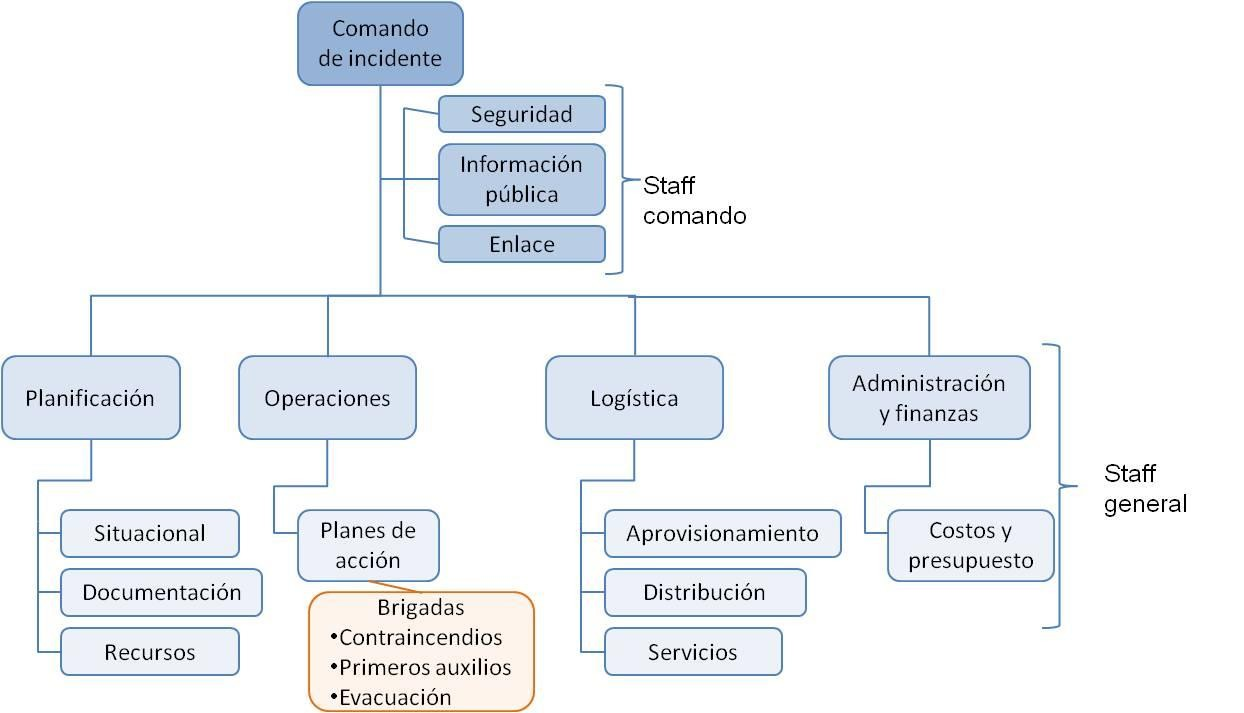 Comando
de incidente
Seguridad
Información
pública
Enlace
Staff
comando
Planificación
Operaciones
Logística
Administración
y finanzas
Situacional
Documentación
Recursos
Planes de
acción
Brigadas
•Contraincendios
•Primeros auxilios
•Evacuación
Aprovisionamiento
Distribución
Servicios
Costos y
presupuesto
Staff
general